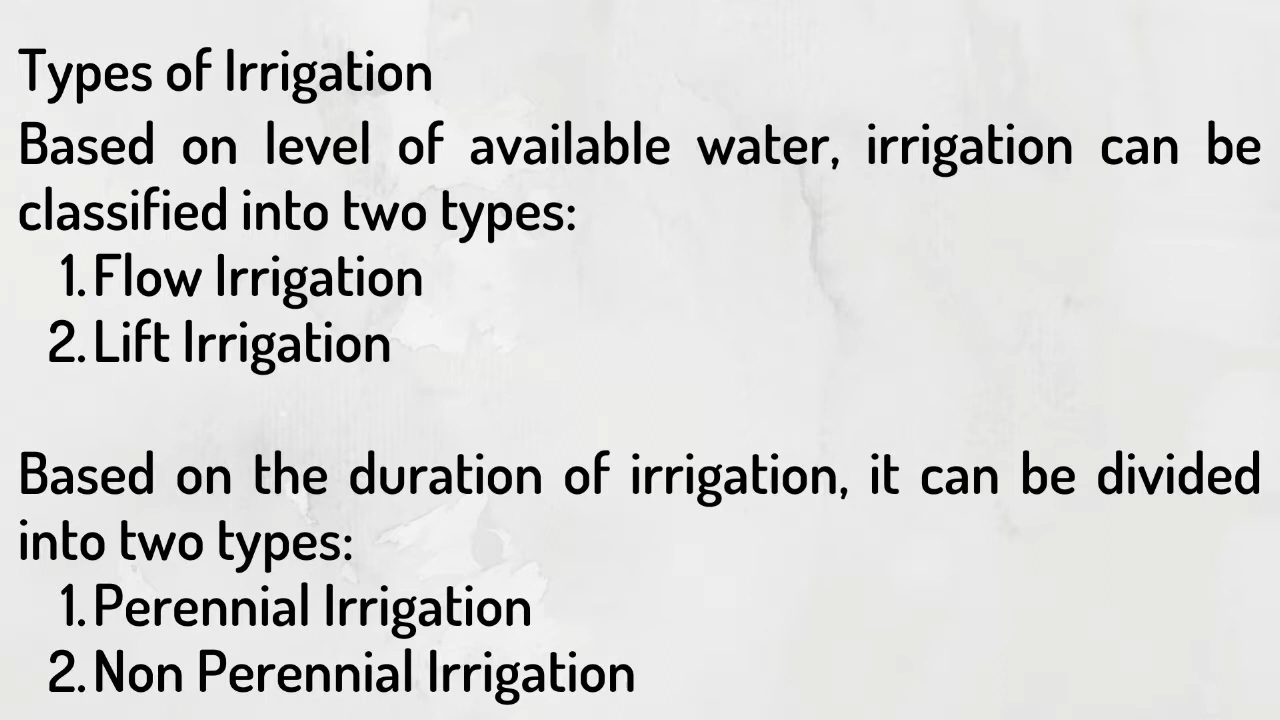 Types of Irrigation
Based on level of available water, irrigation can be
classified into two types:
1. Flow Irrigation
2. Lift Irrigation
Based on the duration of irrigation, it can be divided
into two types:
1. Perennial Irrigation
2. Non Perennial Irrigation